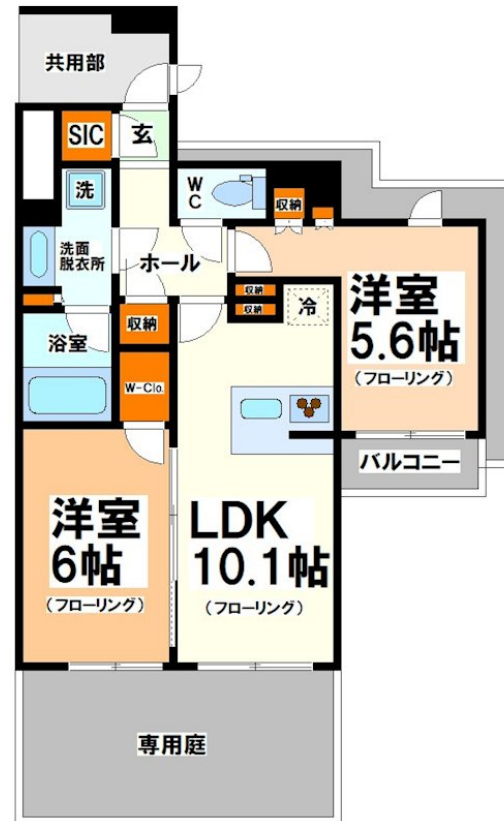 共用部
SIC
玄
洗
W
C
収納
洗面
脱衣所
ホール
収納
収納
冷
洋室
5.6帖
(フローリング)
浴室
収納
W-Clo.
バルコニー
洋室
6帖
(フローリング)
LDK
10.1帖
(フローリング)
専用庭